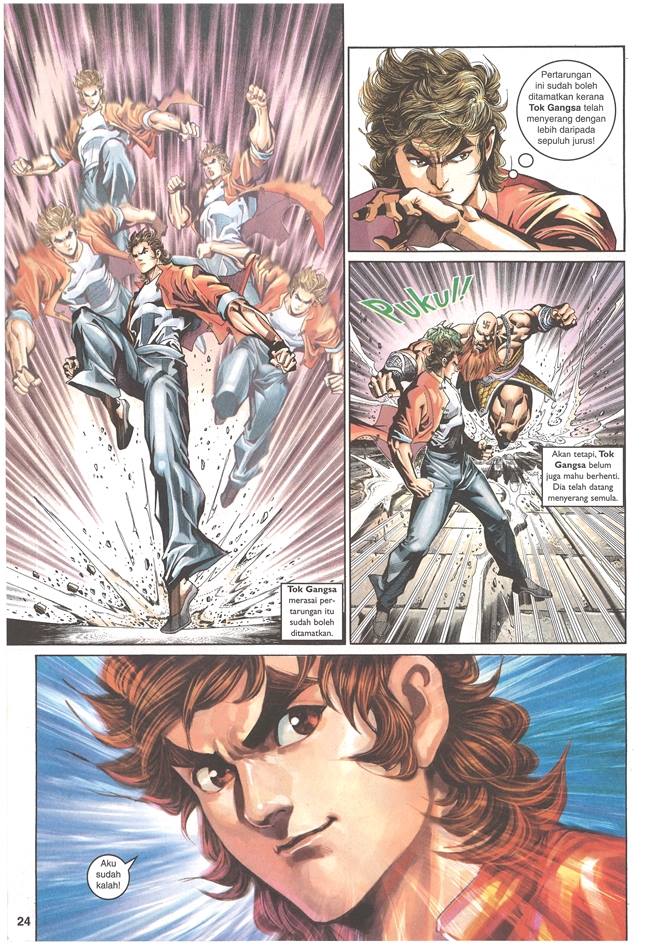 Tok Gangsa
merasai per-
tarungan itu
sudah boleh
ditamatkan.
Pertarungan
ini sudah boleh
ditamatkan kerana
Tok Gangsa telah
menyerang dengan
lebih daripada
sepuluh jurus!
Pukul!!
Akan tetapi, Tok
Gangsa belum
juga mahu berhenti.
Dia telah datang
menyerang semula.
Aku
sudah
kalah!
24